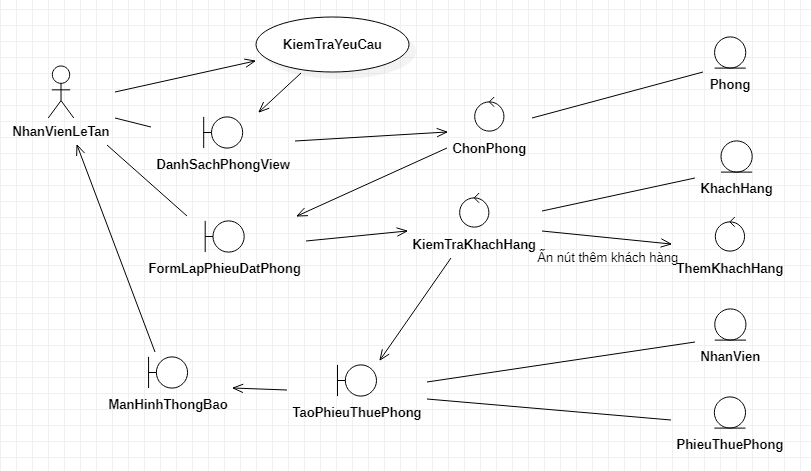 KiemTraYeuCau
Phong
NhanVienLeTan
ChonPhong
DanhSachPhongView
KhachHang
KiemTraKhachHang
Ấn nút thêm khách hàng
ThemKhachHang
FormLapPhieuDatPhong
NhanVien
ManHinhThongBao
TaoPhieuThuePhong
PhieuThuePhong